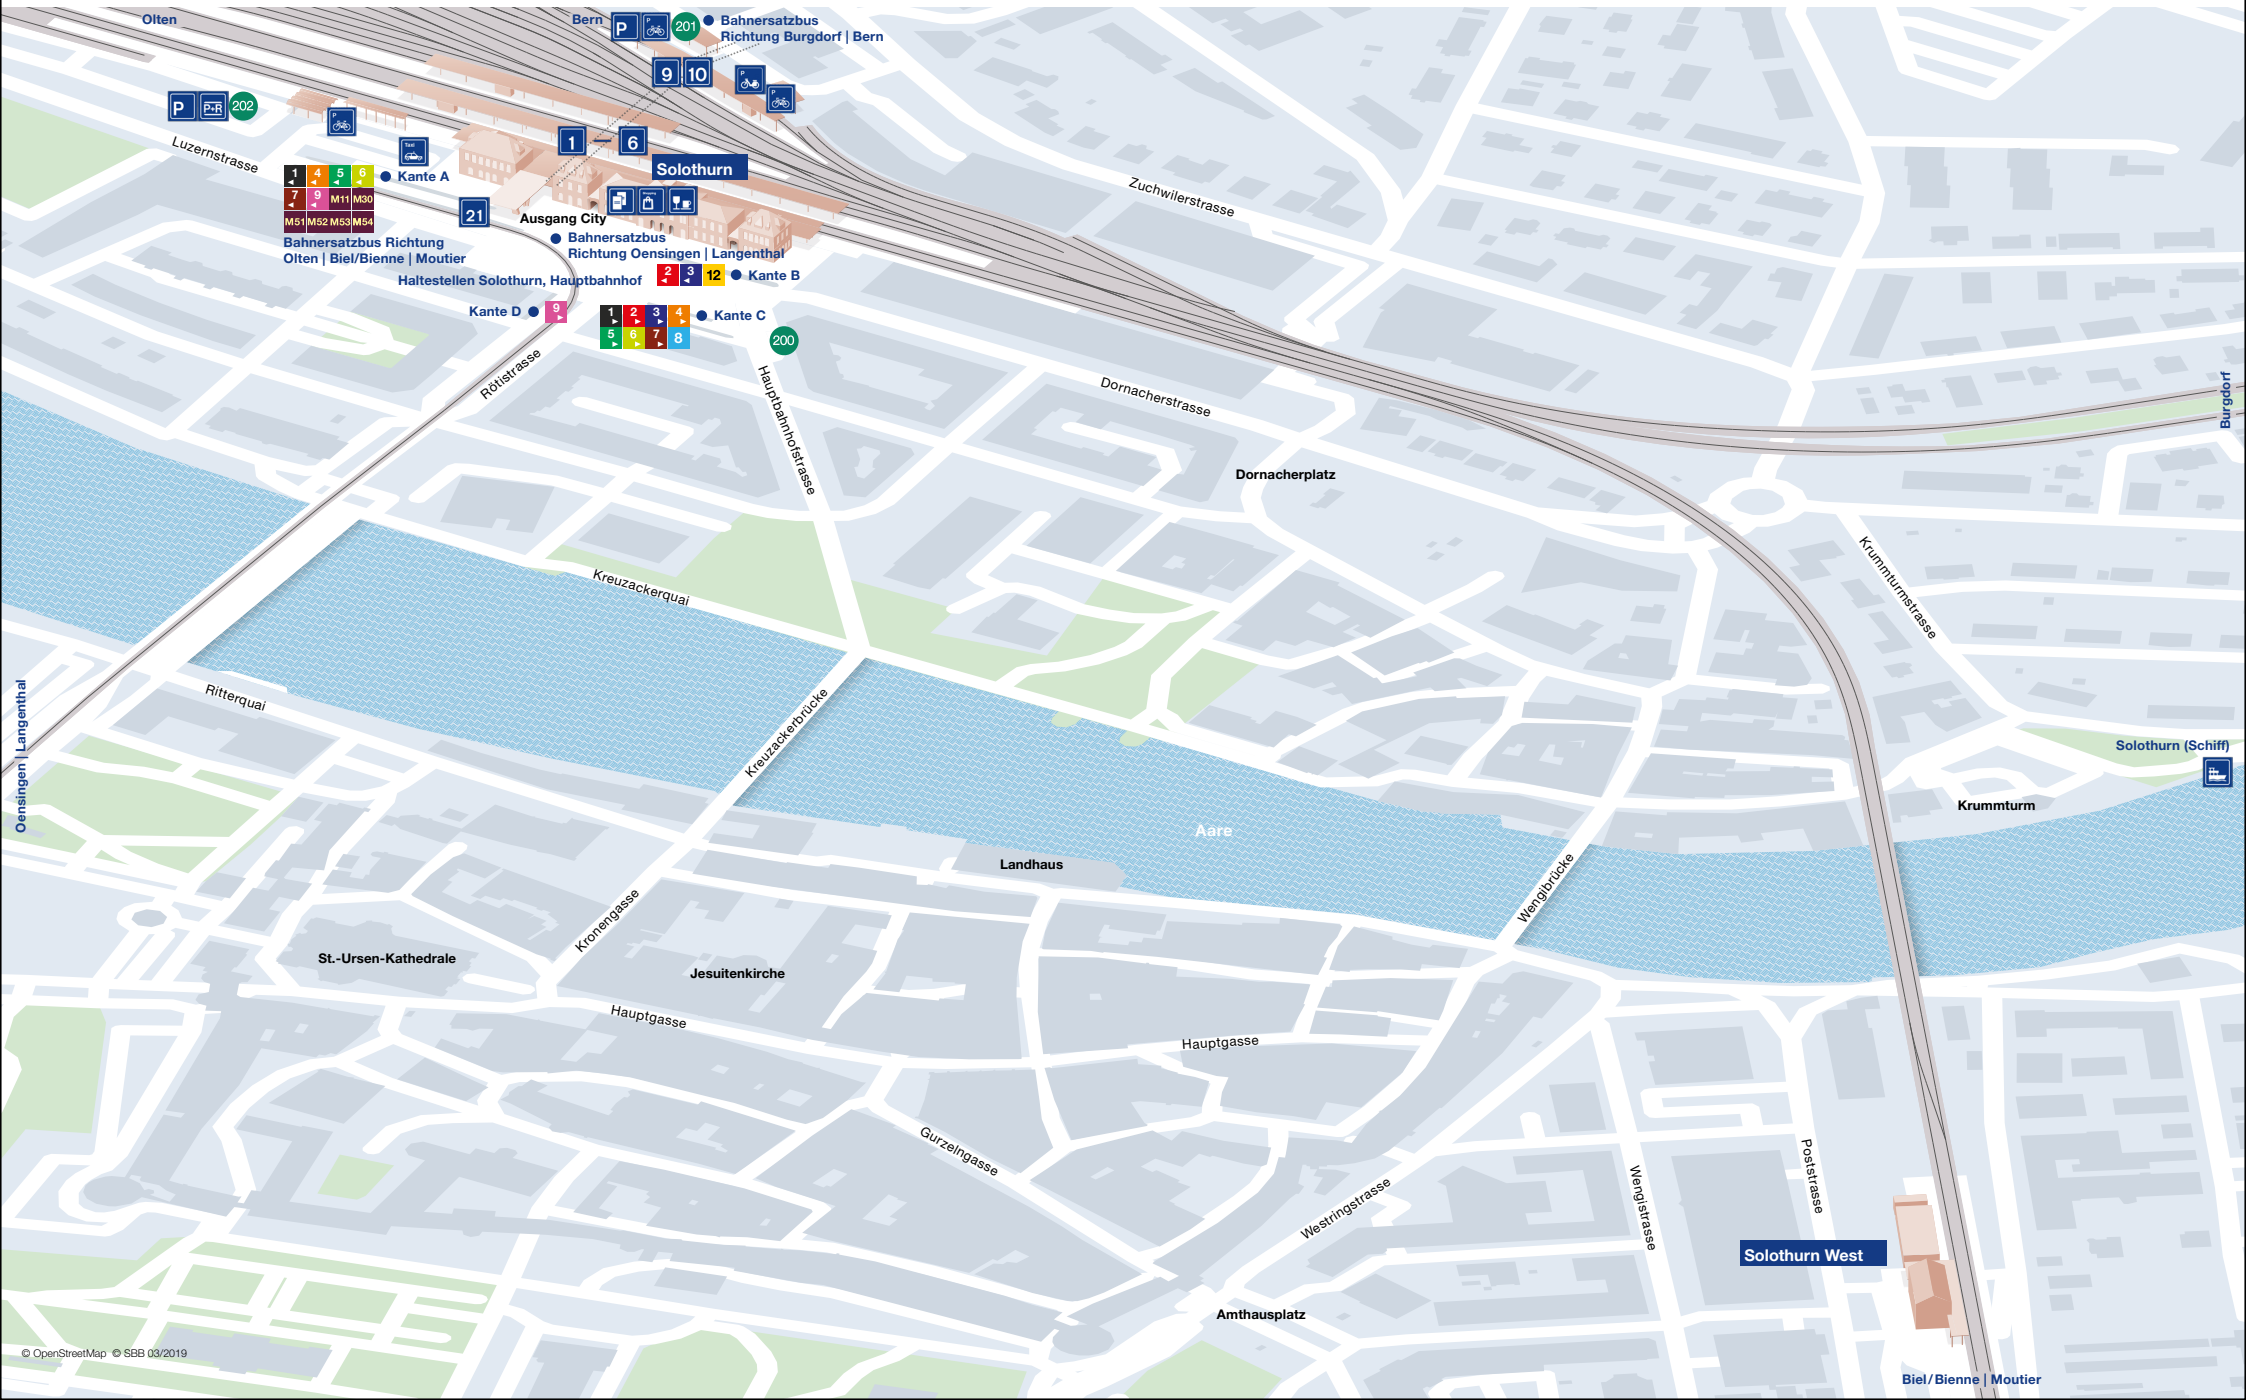 Olten
Bern
P
P
201
Bahnersatzbus
Richtung Burgdorf | Bern
9
10
P
P
P
P+R
202
P
Taxi
1
6
Solothurn
Luzernstrasse
1 4 5 6
7 9 M11 M30
M51 M52 M53 M54
Kante A
Bahnersatzbus Richtung
Olten | Biel/Bienne | Moutier
21
Ausgang City
Bahnersatzbus
Richtung Oensingen | Langenthal
Haltestellen Solothurn, Hauptbahnhof
2 3 12
Kante B
Kante D
9
1 2 3 4
5 6 7 8
Kante C
200
Zuchwilerstrasse
Rötistrasse
Hauptbahnhofstrasse
Dornacherstrasse
Burgdorf
Dornacherplatz
Krummturmstrasse
Kreuzackerquai
Ritterquai
Kreuzackerbrücke
Oensingen | Langenthal
Solothurn (Schiff)
Krummturm
Aare
Landhaus
Wengibrücke
Kronengasse
St.-Ursen-Kathedrale
Jesuitenkirche
Hauptgasse
Hauptgasse
Gurzelngasse
Westringstrasse
Wengistrasse
Poststrasse
Solothurn West
Amthausplatz
© OpenStreetMap © SBB 03/2019
Biel/Bienne | Moutier